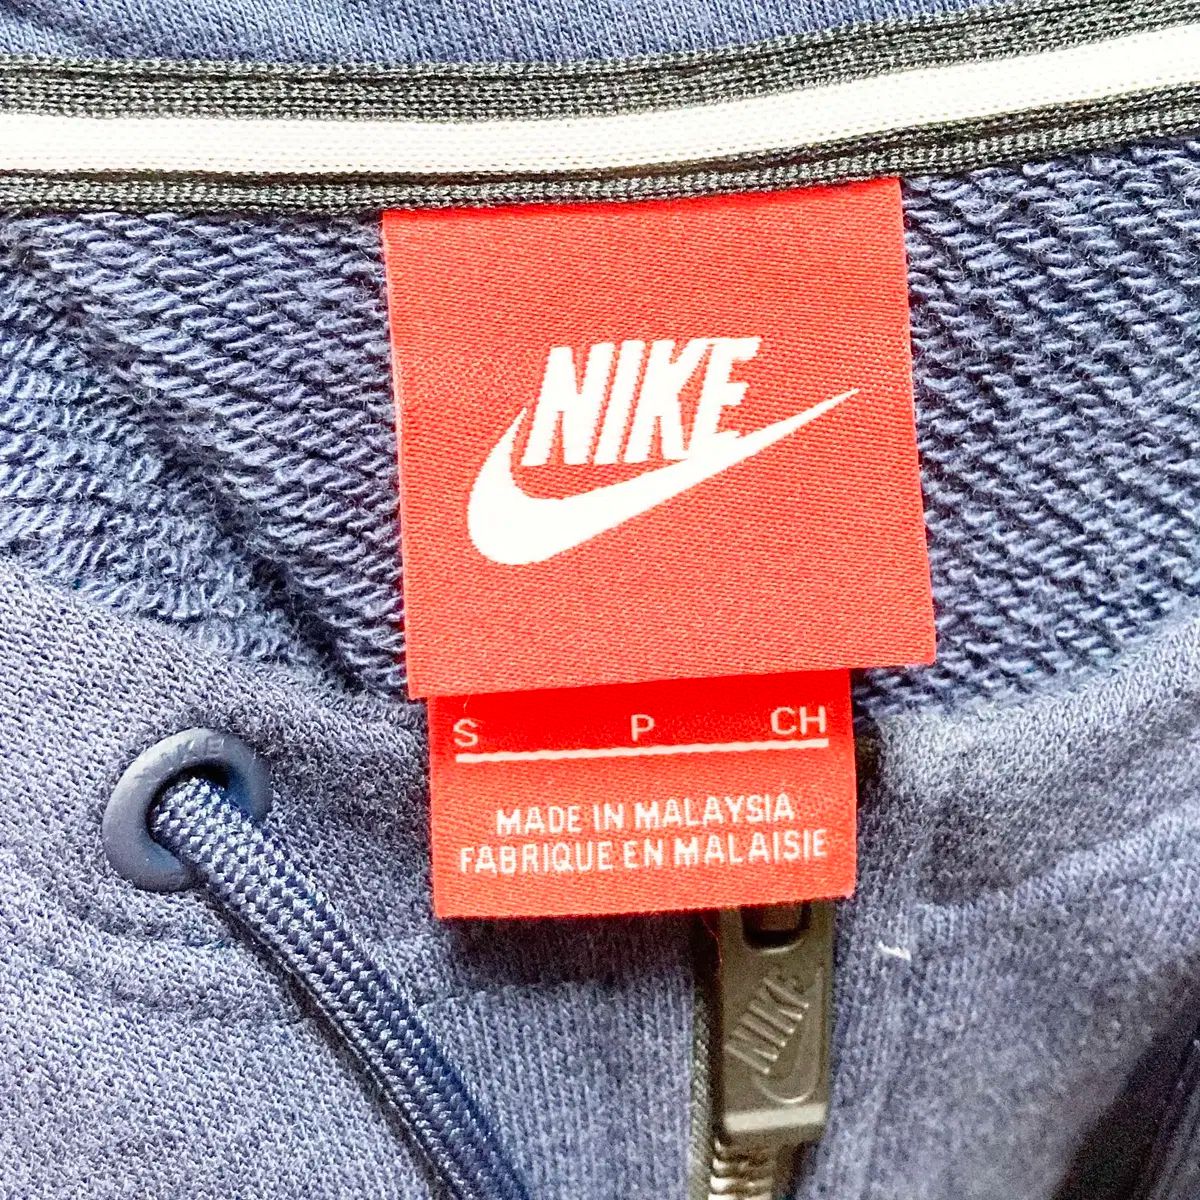 NIKE
S P CH
MADE IN MALAYSIA
FABRIQUE EN MALAISIE
NIKE